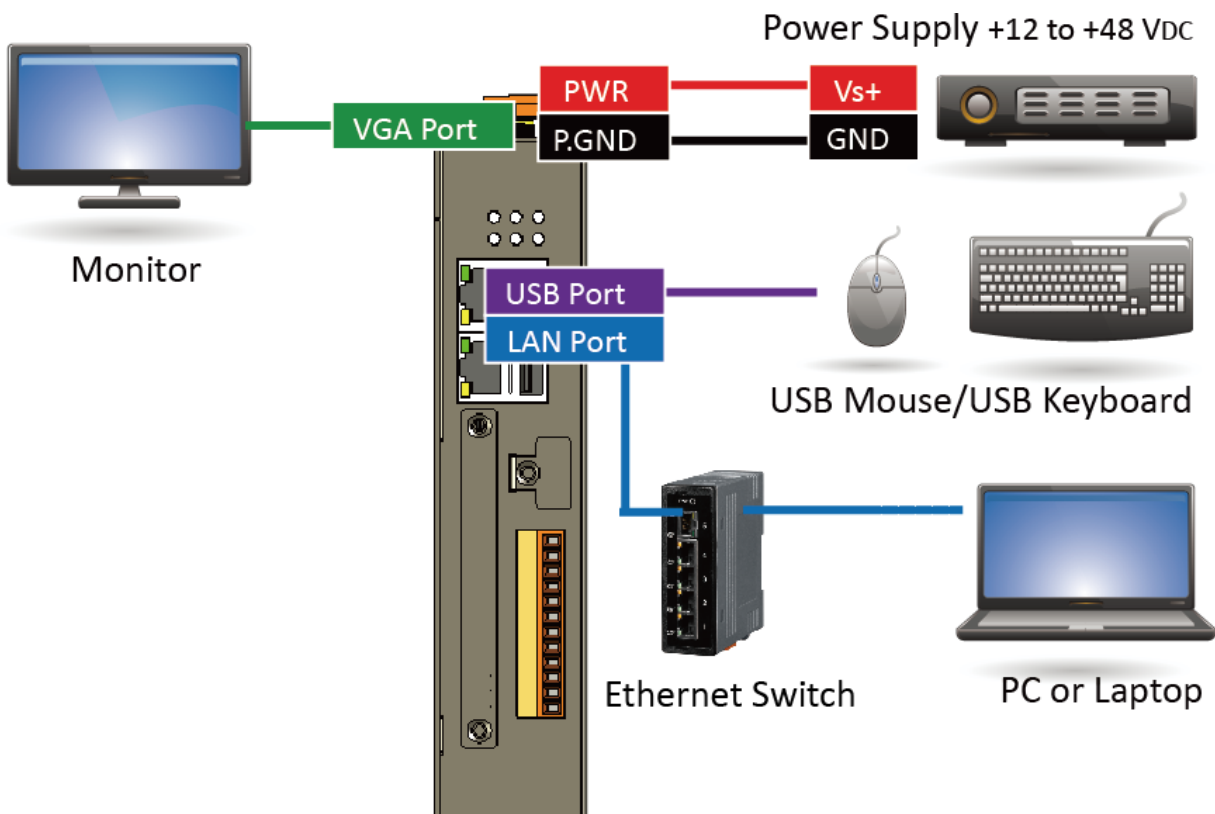 Power Supply +12 to +48 VDC
PWR
Vs+
VGA Port
P.GND
GND
Monitor
USB Port
LAN Port
USB Mouse/USB Keyboard
Ethernet Switch
PC or Laptop